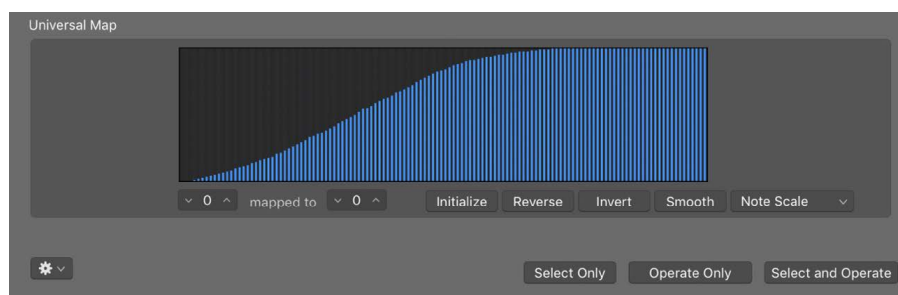 Universal Map
0 mapped to 0 Initialize Reverse Invert Smooth Note Scale
Select Only Operate Only Select and Operate